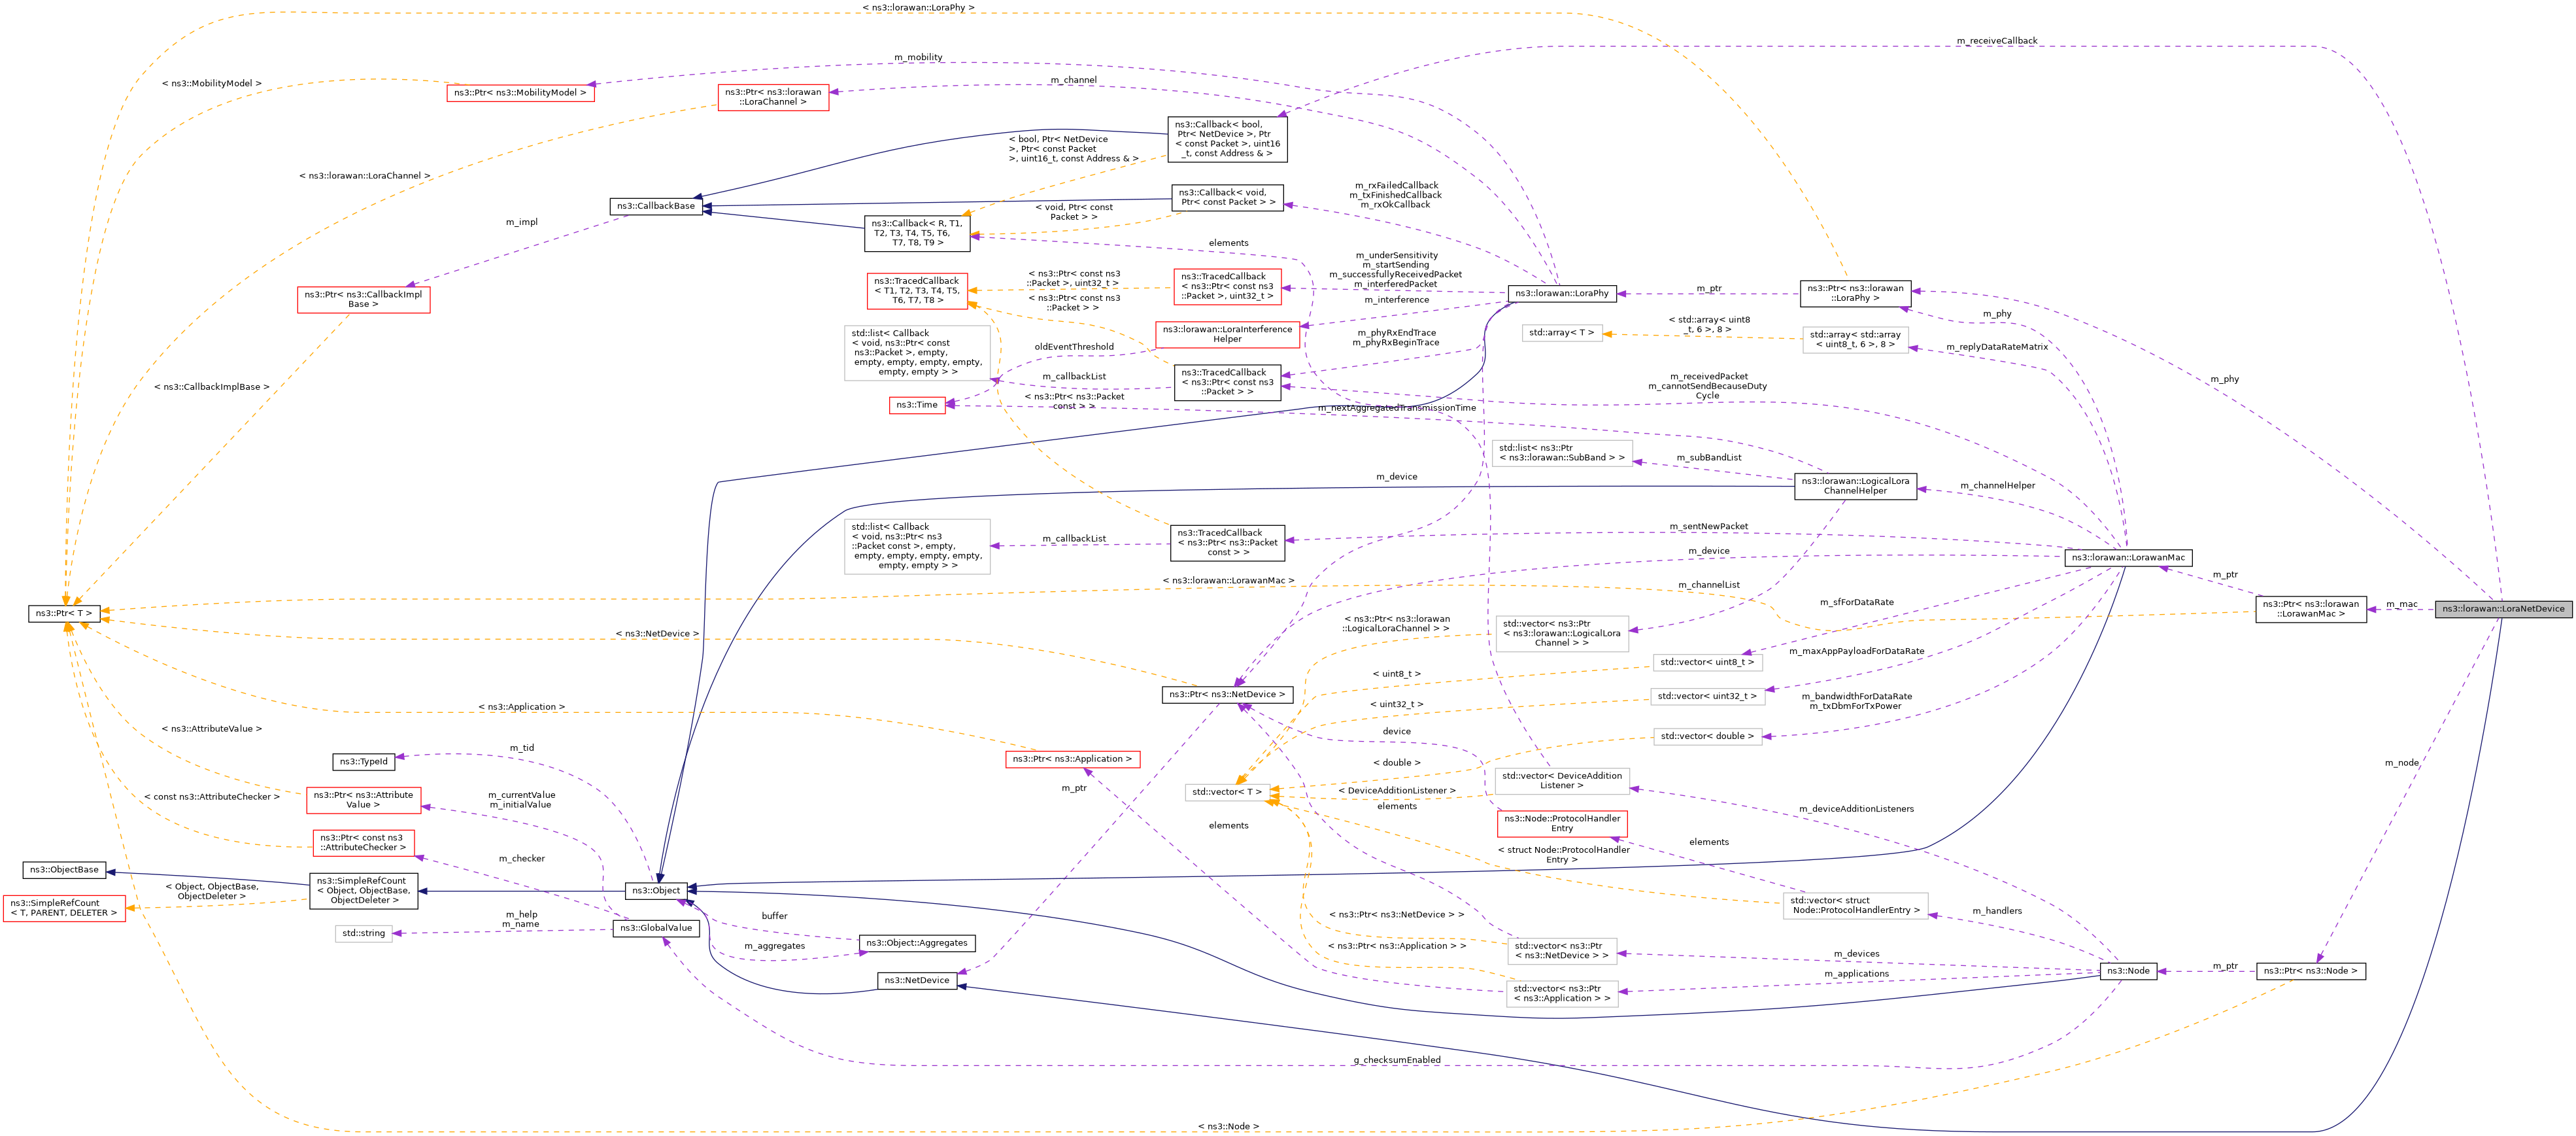 < ns3::lorawan::LoraPhy >
m_receiveCallback
m_mobility
< ns3::MobilityModel >
m_channel
ns3::Ptr< ns3::MobilityModel >
ns3::Ptr< ns3::lorawan
::LoraChannel >
ns3::Callback< bool,
Ptr< NetDevice >, Ptr
< const Packet >, uint16
_t, const Address & >
< bool, Ptr< NetDevice
>, Ptr< const Packet
>, uint16_t, const Address & >
< ns3::lorawan::LoraChannel >
m_rxFailedCallback
m_txFinishedCallback
m_rxOkCallback
ns3::Callback< void,
Ptr< const Packet > >
ns3::CallbackBase
< void, Ptr< const
Packet > >
m_impl
ns3::Callback< R, T1,
T2, T3, T4, T5, T6,
T7, T8, T9 >
elements
m_underSensitivity
m_startSending
m_successfullyReceivedPacket
m_interferedPacket
ns3::TracedCallback
< T1, T2, T3, T4, T5,
T6, T7, T8 >
< ns3::Ptr< const ns3
::Packet >, uint32_t >
ns3::TracedCallback
< ns3::Ptr< const ns3
::Packet >, uint32_t >
ns3::lorawan::LoraPhy
m_ptr
ns3::Ptr< ns3::lorawan
::LoraPhy >
ns3::Ptr< ns3::CallbackImpl
Base >
< ns3::Ptr< const ns3
::Packet > >
m_interference
m_phy
ns3::lorawan::LoraInterference
Helper
std::array< T >
< std::array< uint8
_t, 6 >, 8 >
std::array< std::array
< uint8_t, 6 >, 8 >
m_replyDataRateMatrix
std::list< Callback
< void, ns3::Ptr< const
ns3::Packet >, empty,
empty, empty, empty, empty,
empty, empty > >
oldEventThreshold
m_phyRxEndTrace
m_phyRxBeginTrace
m_callbackList
ns3::TracedCallback
< ns3::Ptr< const ns3
::Packet > >
m_receivedPacket
m_cannotSendBecauseDuty
Cycle
m_phy
< ns3::CallbackImplBase >
ns3::Time
< ns3::Ptr< ns3::Packet
const > >
m_nextAggregatedTransmissionTime
std::list< ns3::Ptr
< ns3::lorawan::SubBand > >
m_subBandList
m_device
ns3::lorawan::LogicalLora
ChannelHelper
m_channelHelper
std::list< Callback
< void, ns3::Ptr< ns3
::Packet const >, empty,
empty, empty, empty, empty,
empty, empty > >
m_callbackList
ns3::TracedCallback
< ns3::Ptr< ns3::Packet
const > >
m_sentNewPacket
m_device
ns3::lorawan::LorawanMac
< ns3::lorawan::LorawanMac >
m_channelList
m_ptr
ns3::Ptr< T >
m_sfForDataRate
ns3::Ptr< ns3::lorawan
::LorawanMac >
m_mac
ns3::lorawan::LoraNetDevice
< ns3::NetDevice >
< ns3::Ptr< ns3::lorawan
::LogicalLoraChannel > >
std::vector< ns3::Ptr
< ns3::lorawan::LogicalLora
Channel > >
m_maxAppPayloadForDataRate
std::vector< uint8_t >
< uint8_t >
ns3::Ptr< ns3::NetDevice >
std::vector< uint32_t >
m_bandwidthForDataRate
m_txDbmForTxPower
< ns3::Application >
< uint32_t >
< ns3::AttributeValue >
device
std::vector< double >
m_tid
ns3::TypeId
ns3::Ptr< ns3::Application >
< double >
m_node
m_ptr
std::vector< DeviceAddition
Listener >
< const ns3::AttributeChecker >
ns3::Ptr< ns3::Attribute
Value >
m_currentValue
m_initialValue
std::vector< T >
< DeviceAdditionListener >
elements
m_deviceAdditionListeners
ns3::Node::ProtocolHandler
Entry
elements
ns3::Ptr< const ns3
::AttributeChecker >
elements
m_checker
< struct Node::ProtocolHandler
Entry >
ns3::ObjectBase
ns3::SimpleRefCount
< Object, ObjectBase,
ObjectDeleter >
< Object, ObjectBase,
ObjectDeleter >
ns3::Object
ns3::SimpleRefCount
< T, PARENT, DELETER >
std::vector< struct
Node::ProtocolHandlerEntry >
m_handlers
m_help
m_name
buffer
< ns3::Ptr< ns3::NetDevice > >
std::string
ns3::GlobalValue
m_aggregates
ns3::Object::Aggregates
< ns3::Ptr< ns3::Application > >
std::vector< ns3::Ptr
< ns3::NetDevice > >
m_devices
m_applications
ns3::Node
m_ptr
ns3::Ptr< ns3::Node >
ns3::NetDevice
std::vector< ns3::Ptr
< ns3::Application > >
g_checksumEnabled
< ns3::Node >